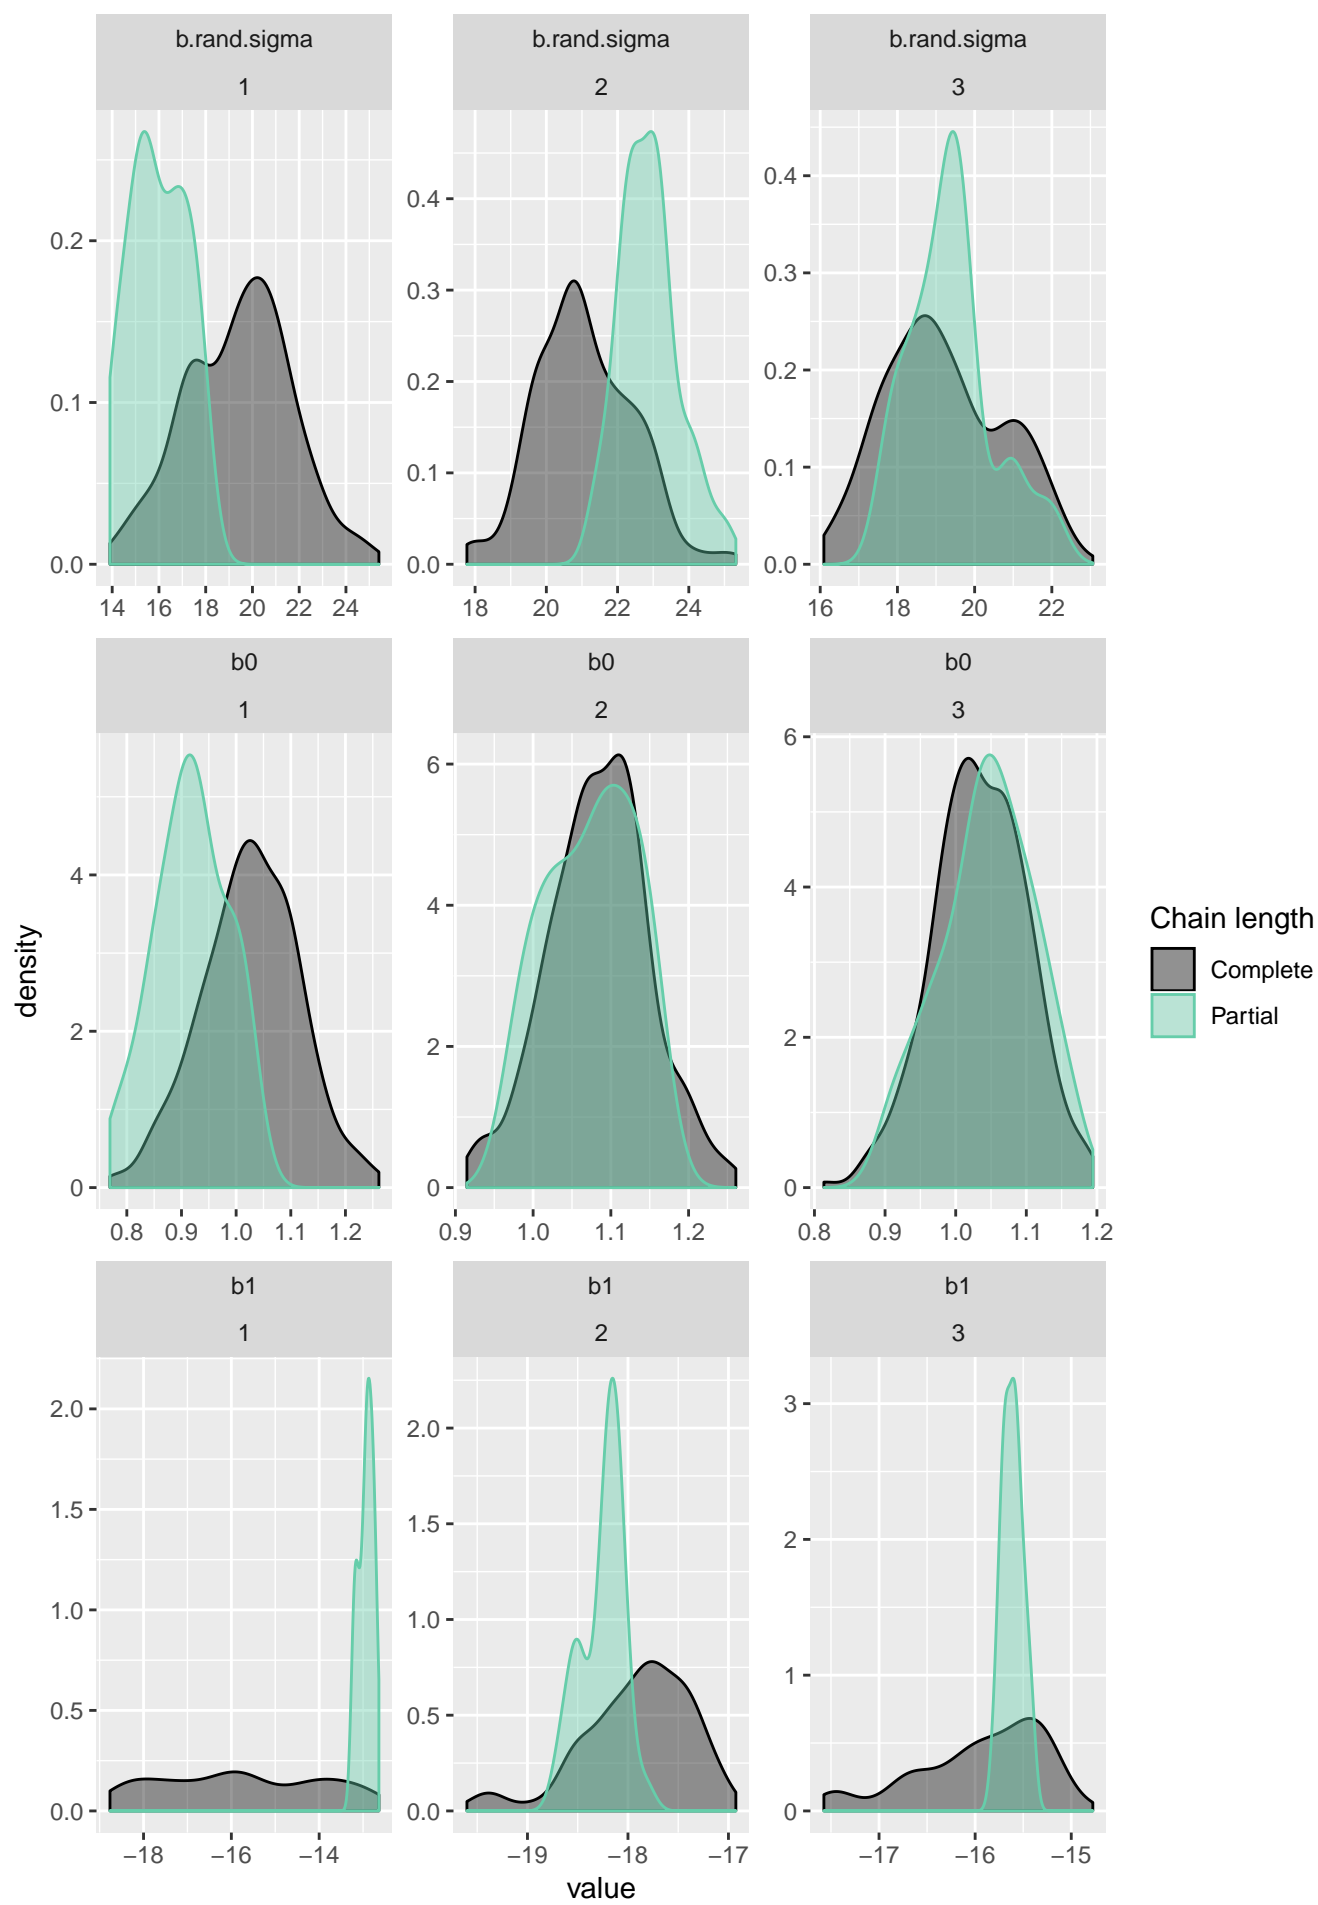 b.rand.sigma
1
b.rand.sigma
2
b.rand.sigma
3
0.2
0.1
0.0
14 16 18 20 22 24
0.4
0.3
0.2
0.1
0.0
18 20 22 24
0.4
0.3
0.2
0.1
0.0
16 18 20 22
b0
1
b0
2
b0
3
4
2
0
0.8 0.9 1.0 1.1 1.2
6
4
2
0
0.9 1.0 1.1 1.2
6
4
2
0
0.8 0.9 1.0 1.1 1.2
b1
1
b1
2
b1
3
2.0
1.5
1.0
0.5
0.0
−18 −16 −14
2.0
1.5
1.0
0.5
0.0
−19 −18 −17
3
2
1
0
−17 −16 −15
density
value
Chain length
Complete
Partial